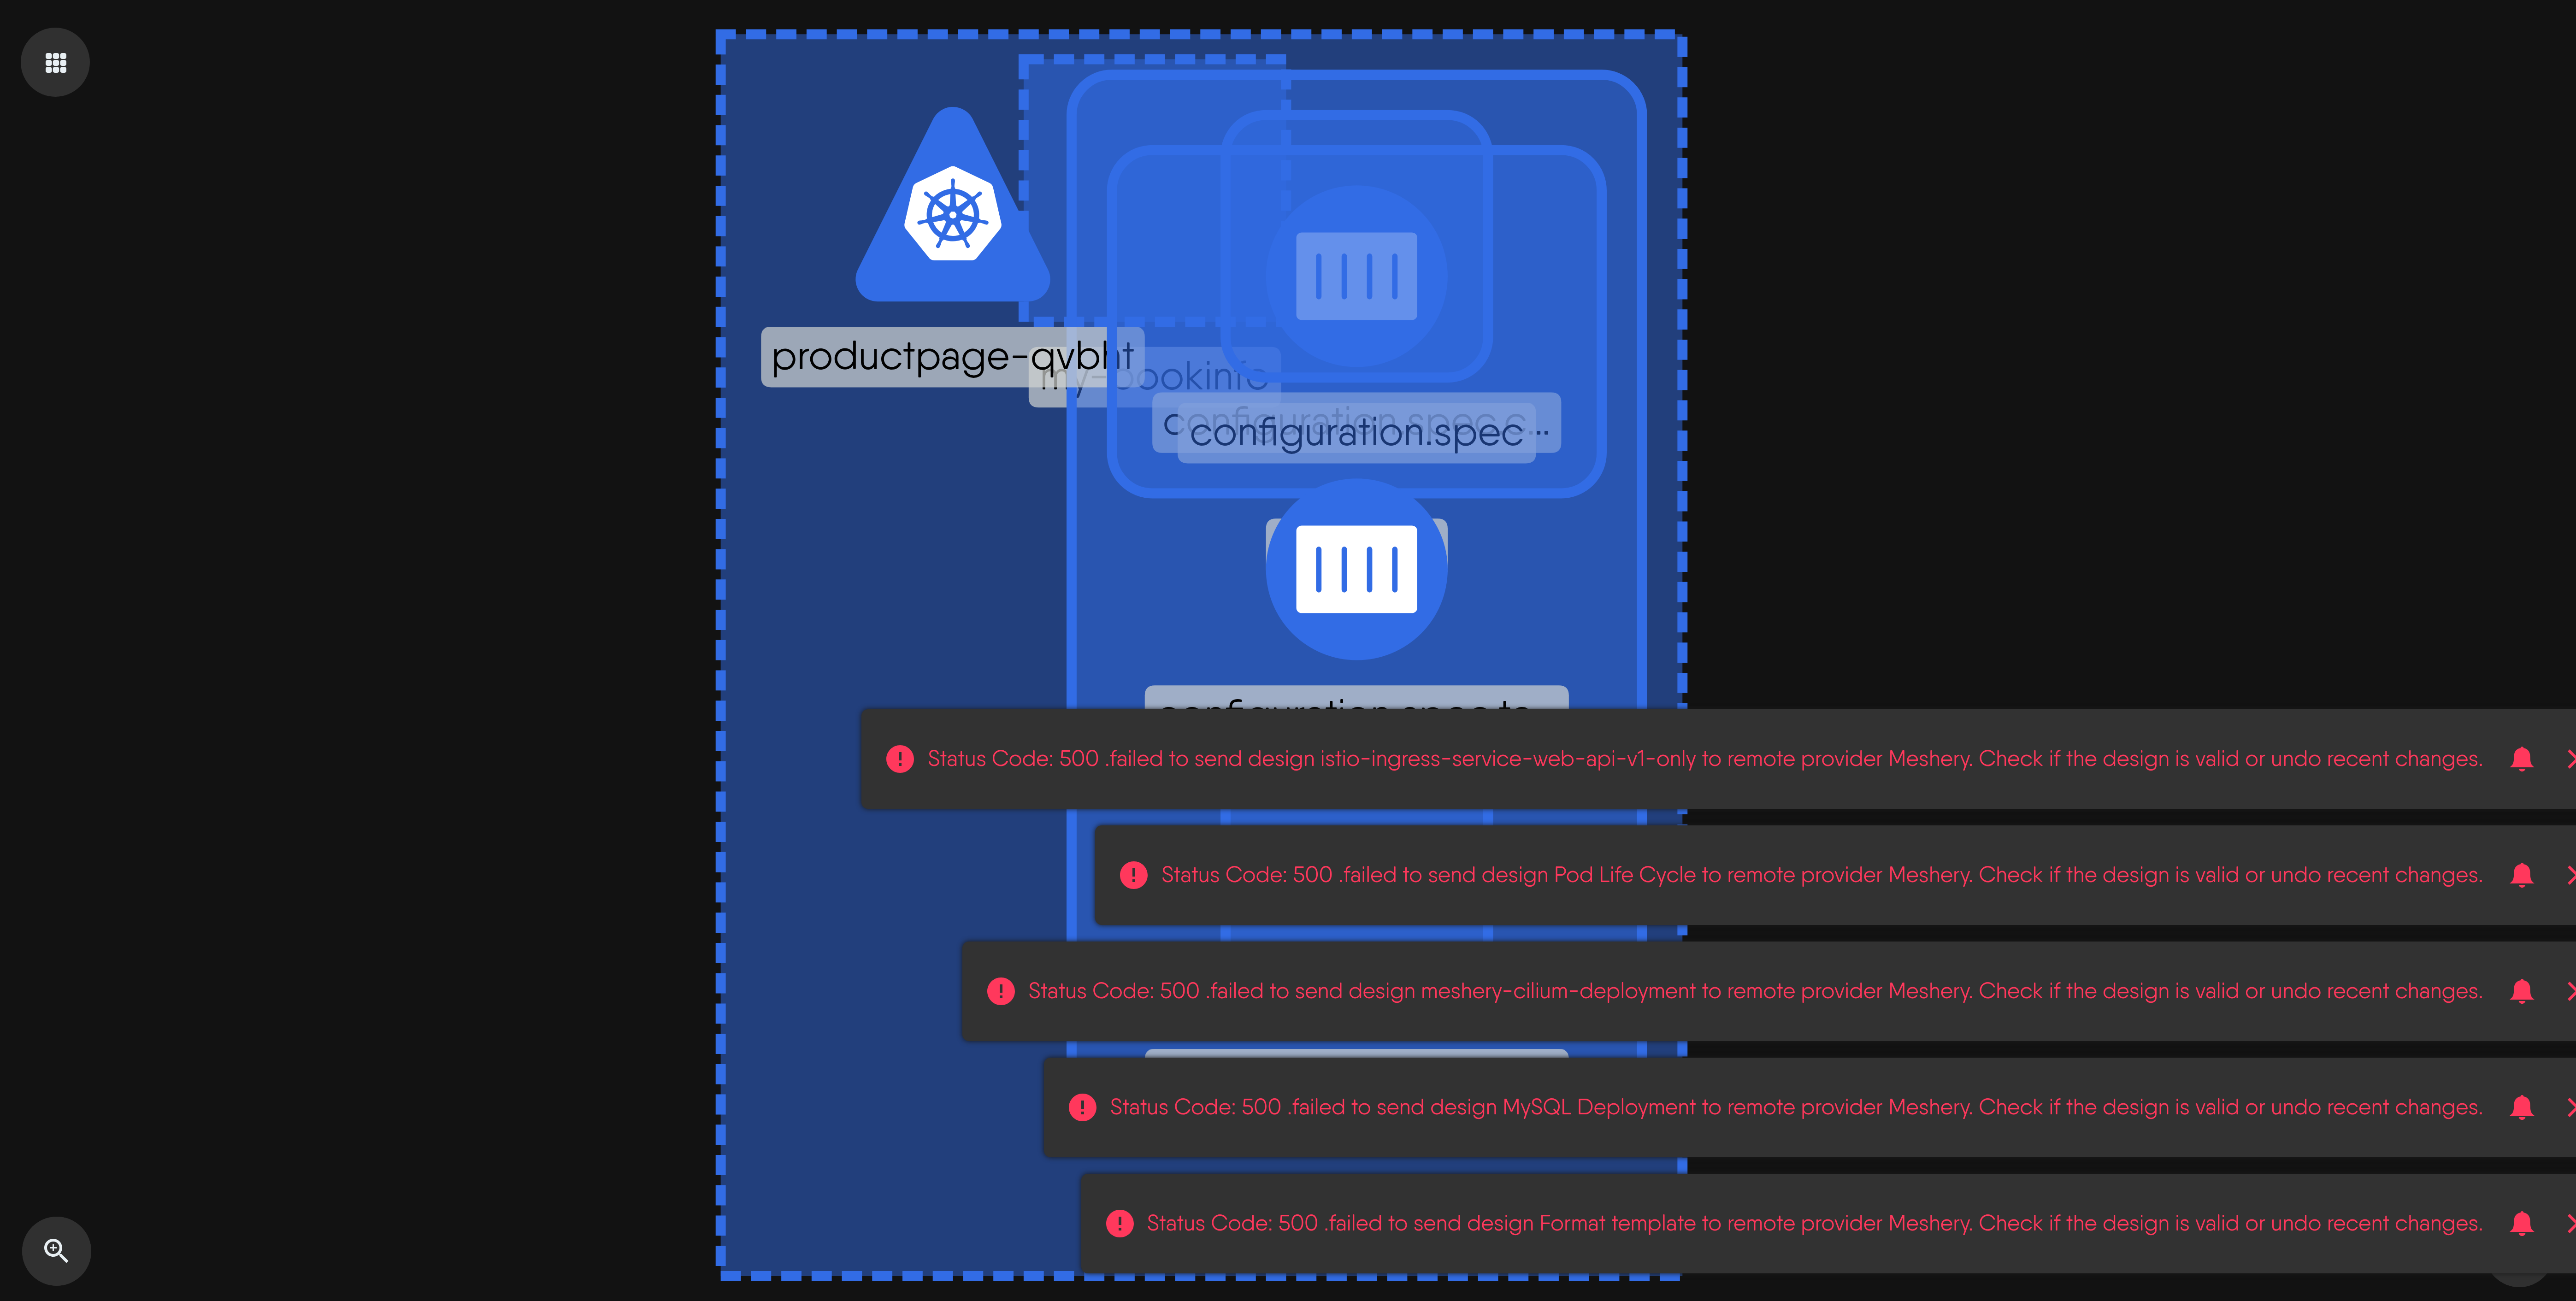 productpage-qvbht
my-bookinfo
configuration.spec.c...
configuration.spec
configuration.spec.te...
Status Code: 500 .failed to send design istio-ingress-service-web-api-v1-only to remote provider Meshery. Check if the design is valid or undo recent changes.
Status Code: 500 .failed to send design Pod Life Cycle to remote provider Meshery. Check if the design is valid or undo recent changes.
Status Code: 500 .failed to send design meshery-cilium-deployment to remote provider Meshery. Check if the design is valid or undo recent changes.
Status Code: 500 .failed to send design MySQL Deployment to remote provider Meshery. Check if the design is valid or undo recent changes.
Status Code: 500 .failed to send design Format template to remote provider Meshery. Check if the design is valid or undo recent changes.